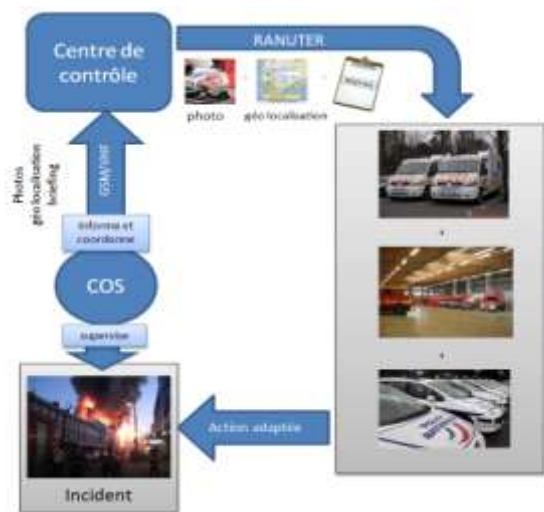 Centre de
contrôle
RANUTER
photo
géo localisation
Photos
géo localisation
briefing
GSM/VHF
Informe et
coordonne
COS
supervise
Action adaptée
Incident